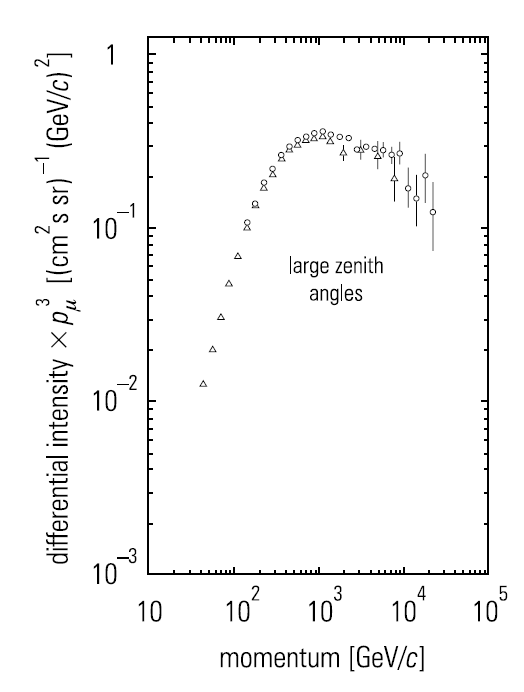 differential intensity × p_μ^3 [(cm^2 s sr)^−1 (GeV/c)^2]
1
10^−1
10^−2
10^−3
large zenith
angles
10 10^2 10^3 10^4 10^5
momentum [GeV/c]